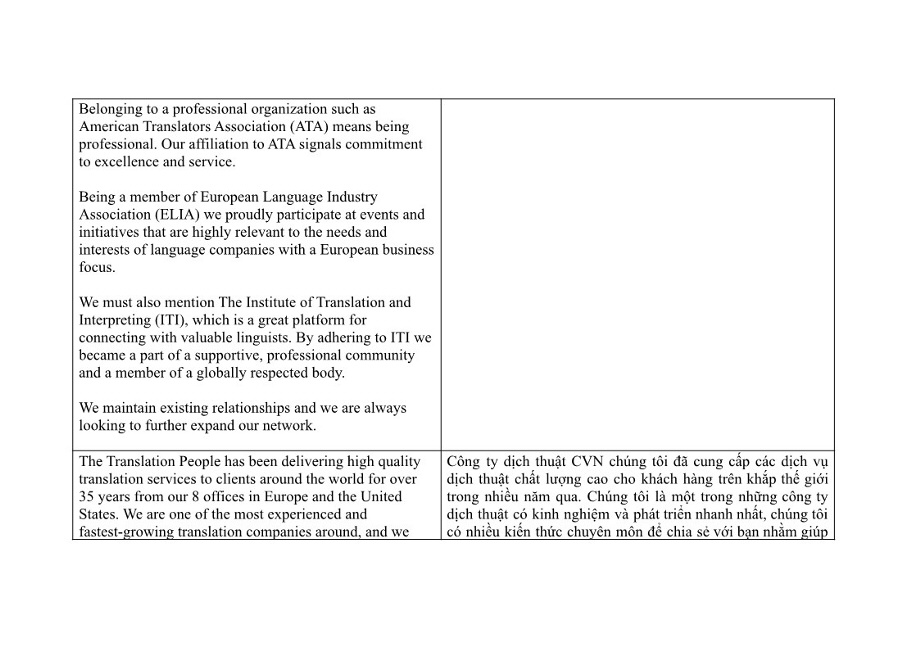 Belonging to a professional organization such as
American Translators Association (ATA) means being
professional. Our affiliation to ATA signals commitment
to excellence and service.
Being a member of European Language Industry
Association (ELIA) we proudly participate at events and
initiatives that are highly relevant to the needs and
interests of language companies with a European business
focus.
We must also mention The Institute of Translation and
Interpreting (ITI), which is a great platform for
connecting with valuable linguists. By adhering to ITI we
became a part of a supportive, professional community
and a member of a globally respected body.
We maintain existing relationships and we are always
looking to further expand our network.
The Translation People has been delivering high quality
translation services to clients around the world for over
35 years from our 8 offices in Europe and the United
States. We are one of the most experienced and
fastest-growing translation companies around, and we
Công ty dịch thuật CVN chúng tôi đã cung cấp các dịch vụ
dịch thuật chất lượng cao cho khách hàng trên khắp thế giới
trong nhiều năm qua. Chúng tôi là một trong những công ty
dịch thuật có kinh nghiệm và phát triển nhanh nhất, chúng tôi
có nhiều kiến thức chuyên môn để chia sẻ với bạn nhằm giúp